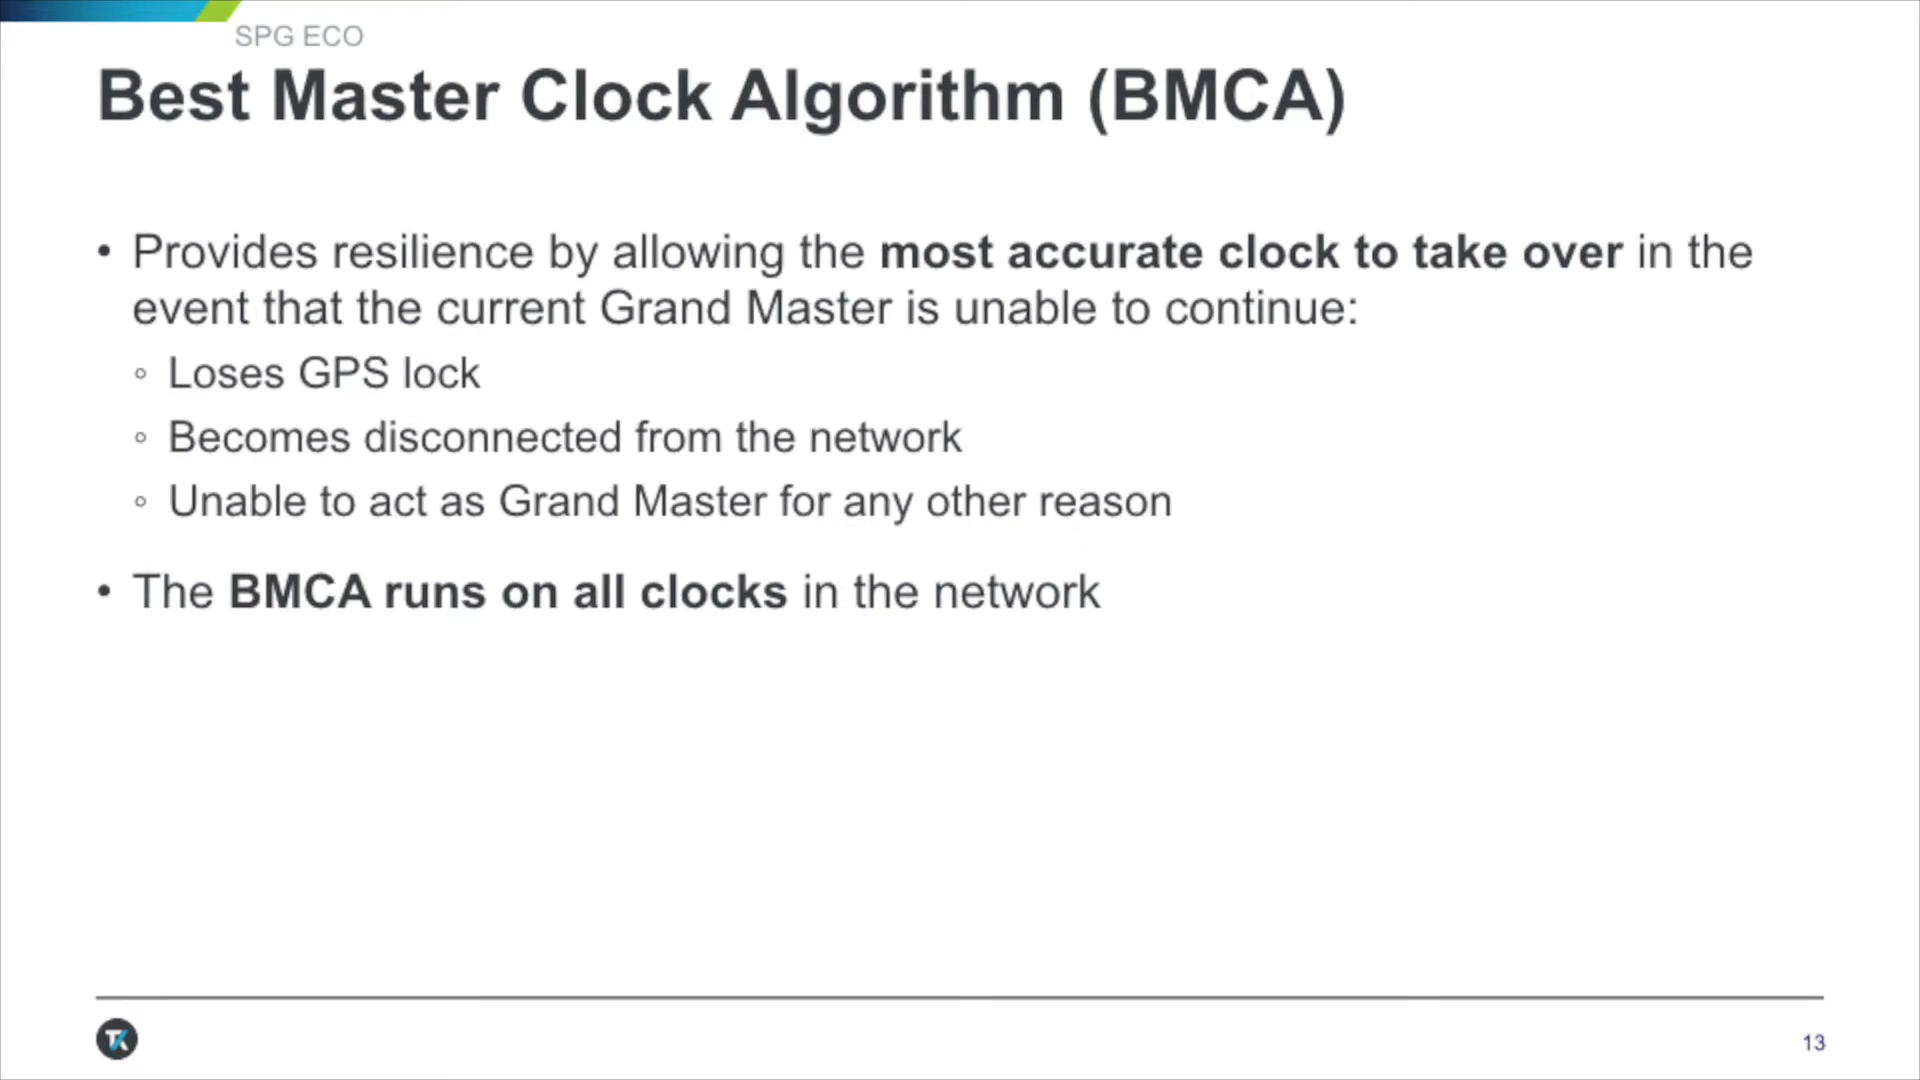 SPG ECO
Best Master Clock Algorithm (BMCA)
• Provides resilience by allowing the most accurate clock to take over in the
event that the current Grand Master is unable to continue:
◦ Loses GPS lock
◦ Becomes disconnected from the network
◦ Unable to act as Grand Master for any other reason
• The BMCA runs on all clocks in the network
TK
13